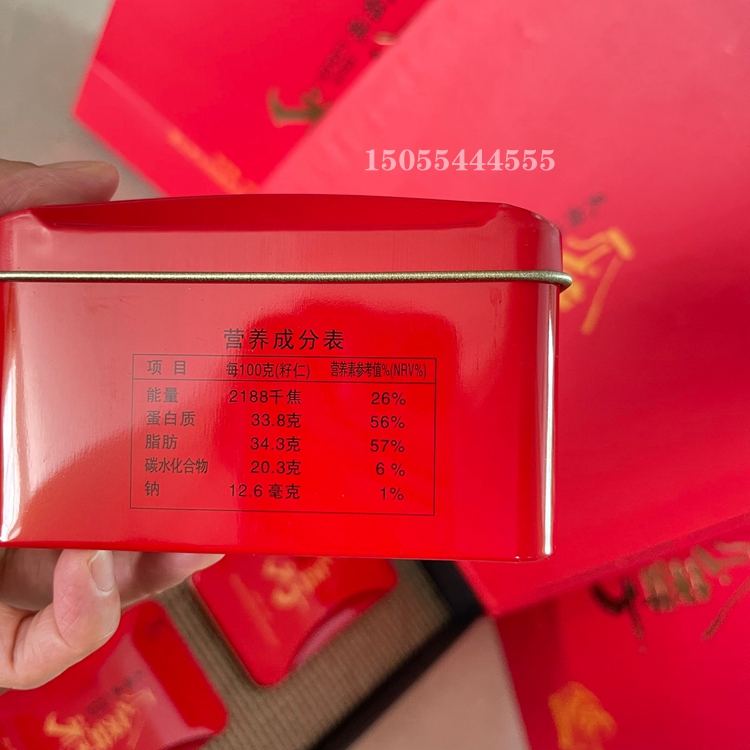 15055444555
营养成分表
项 目 每100克(籽仁) 营养素参考值%(NRV%)
能量 2188千焦 26%
蛋白质 33.8克 56%
脂肪 34.3克 57%
碳水化合物 20.3克 6 %
钠 12.6 毫克 1%